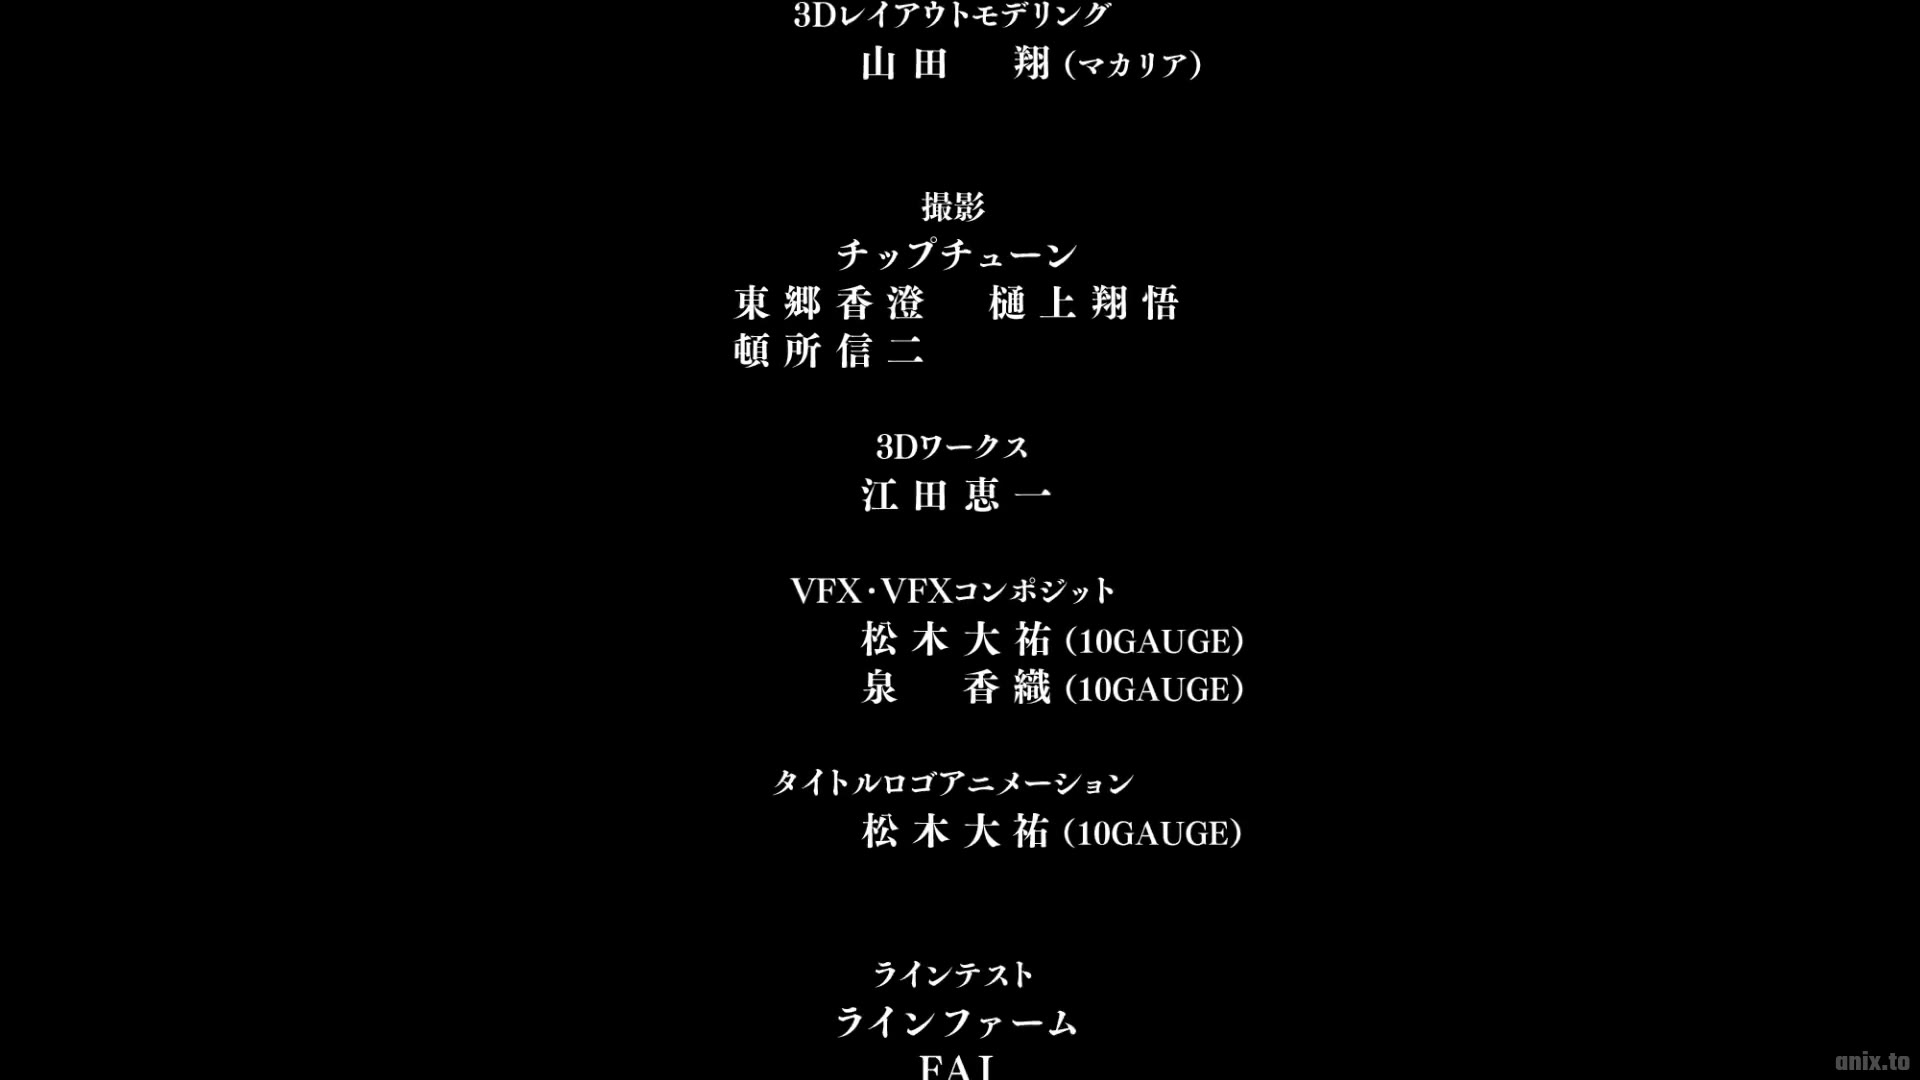 3Dレイアウトモデリング
山田 翔(マカリア)
撮影
チップチューン
東郷香澄 樋上翔悟
頓所信二
3Dワークス
江田恵一
VFX・VFXコンポジット
松木大祐(10GAUGE)
泉 香織(10GAUGE)
タイトルロゴアニメーション
松木大祐(10GAUGE)
ラインテスト
ラインファーム
FAI
anix.to